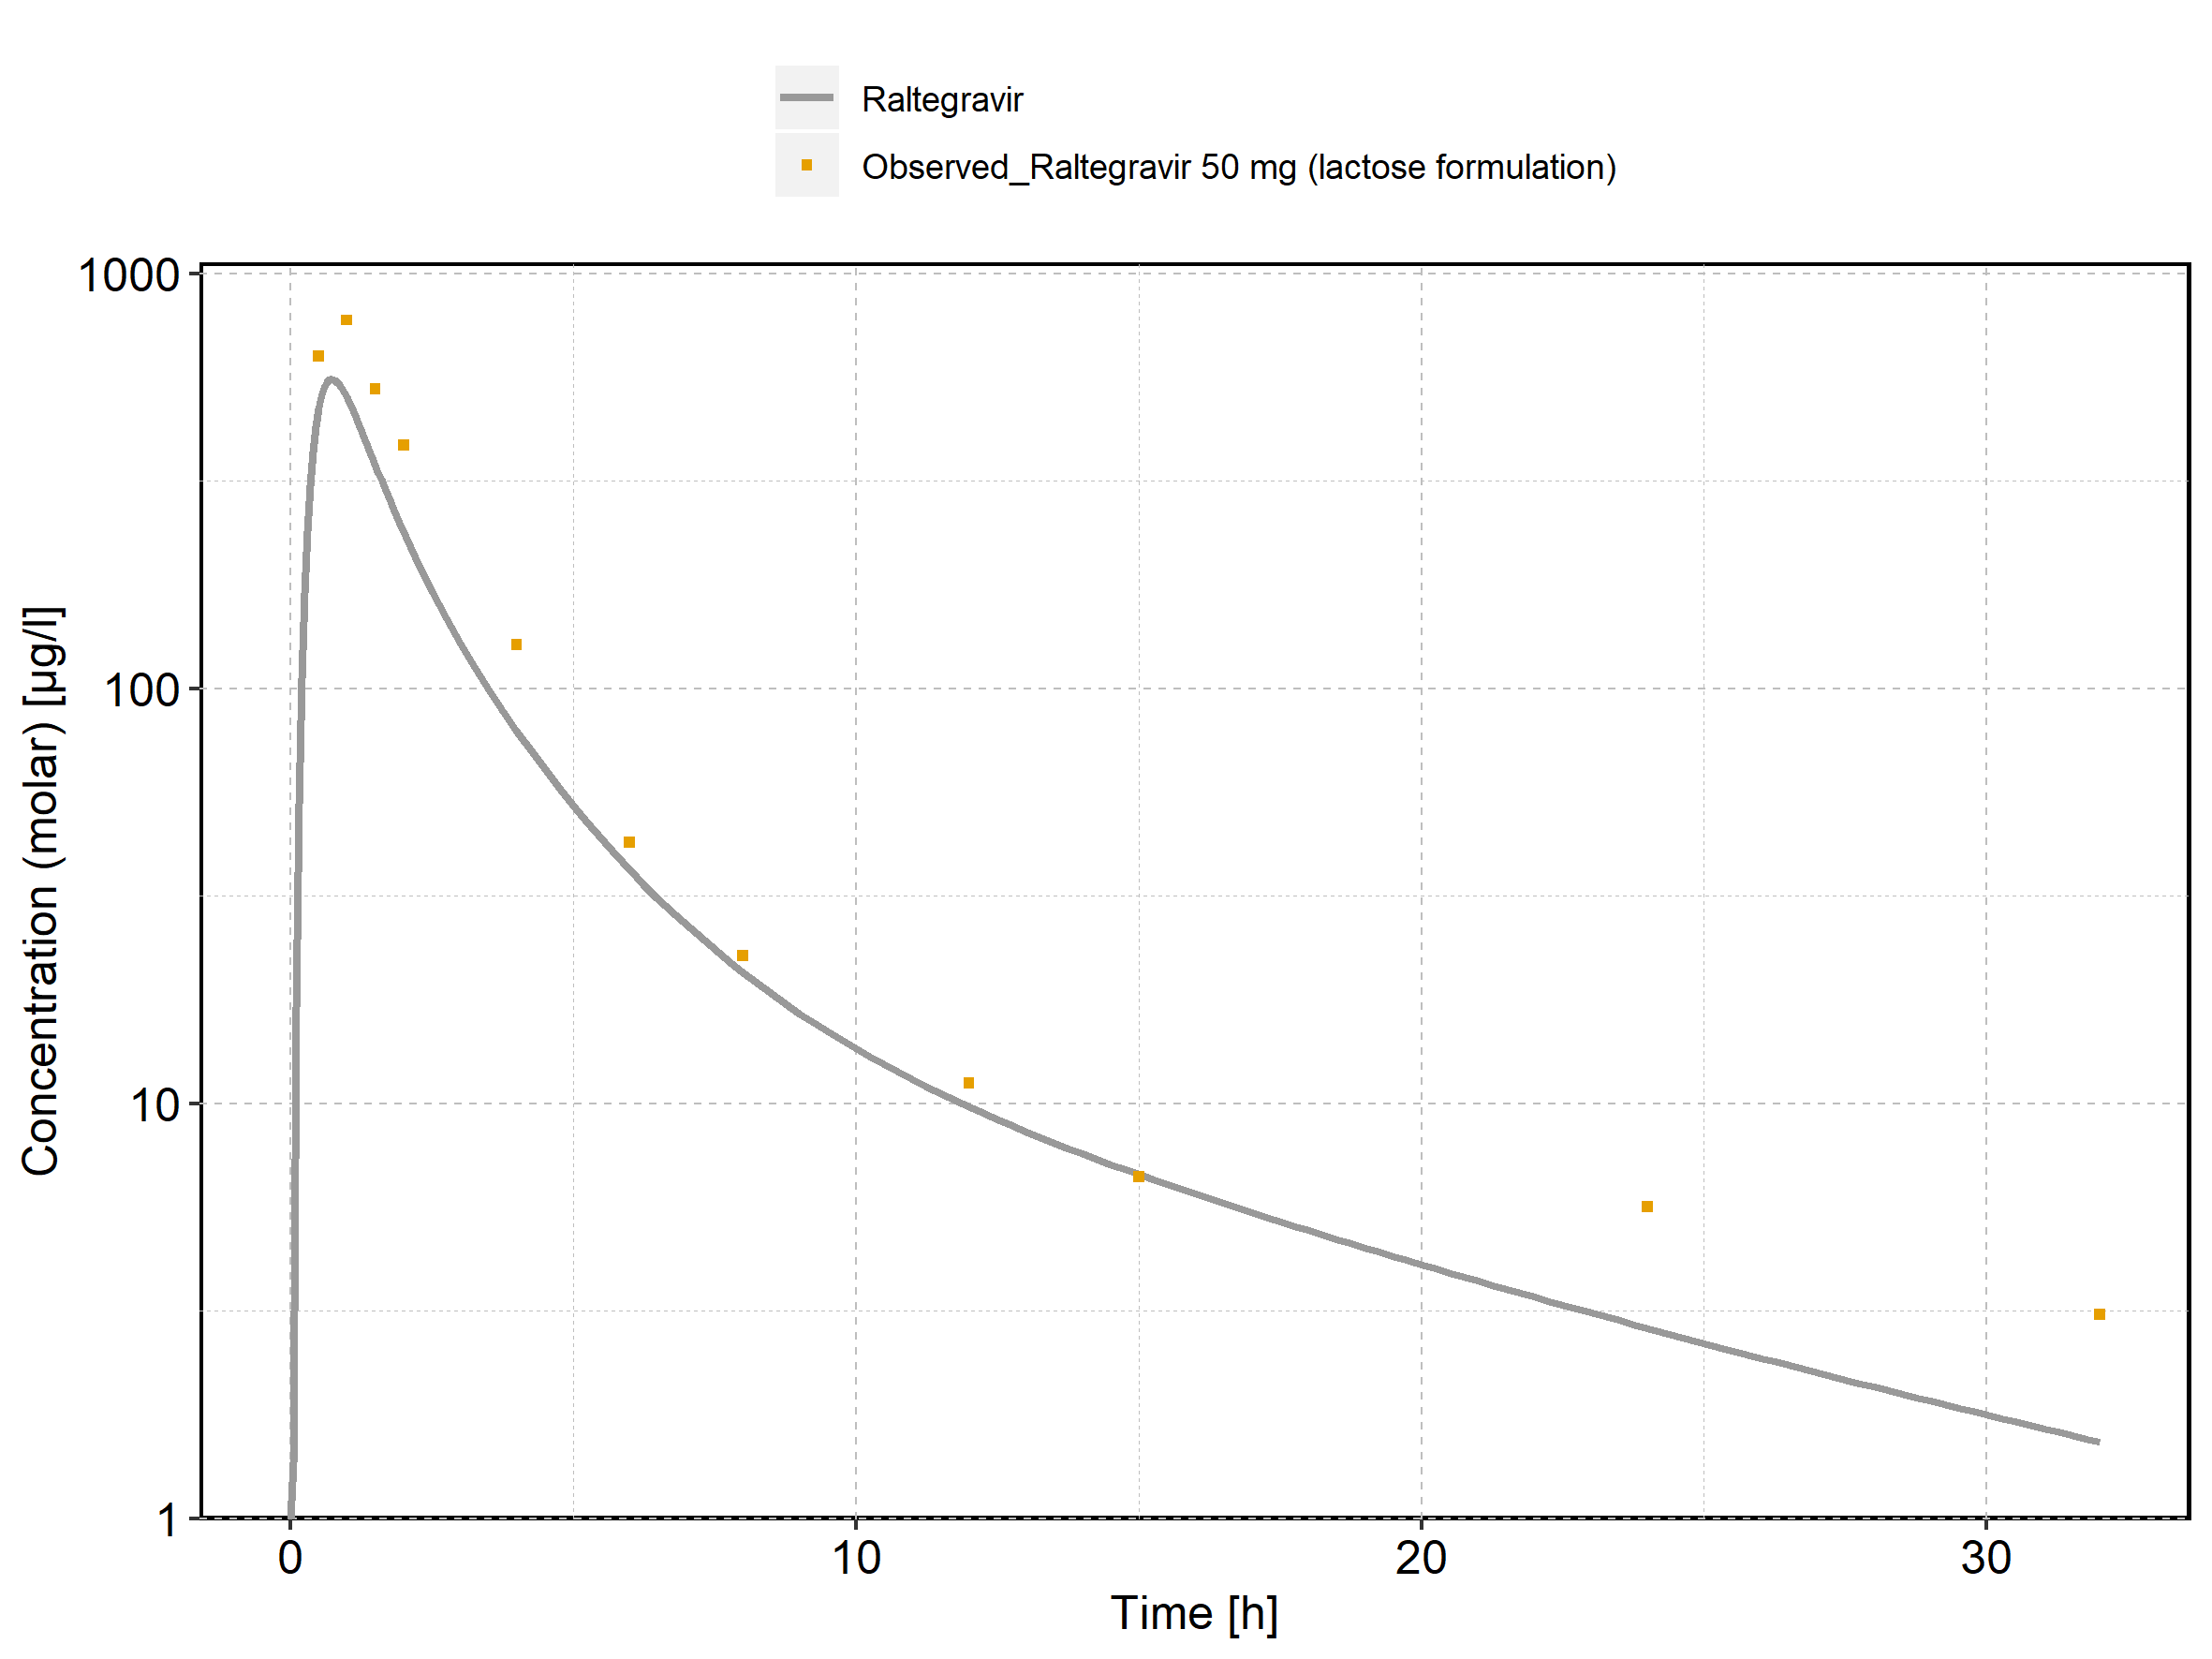 Raltegravir
Observed_Raltegravir 50 mg (lactose formulation)
1000
100
10
1
Concentration (molar) [µg/l]
0 10 20 30
Time [h]